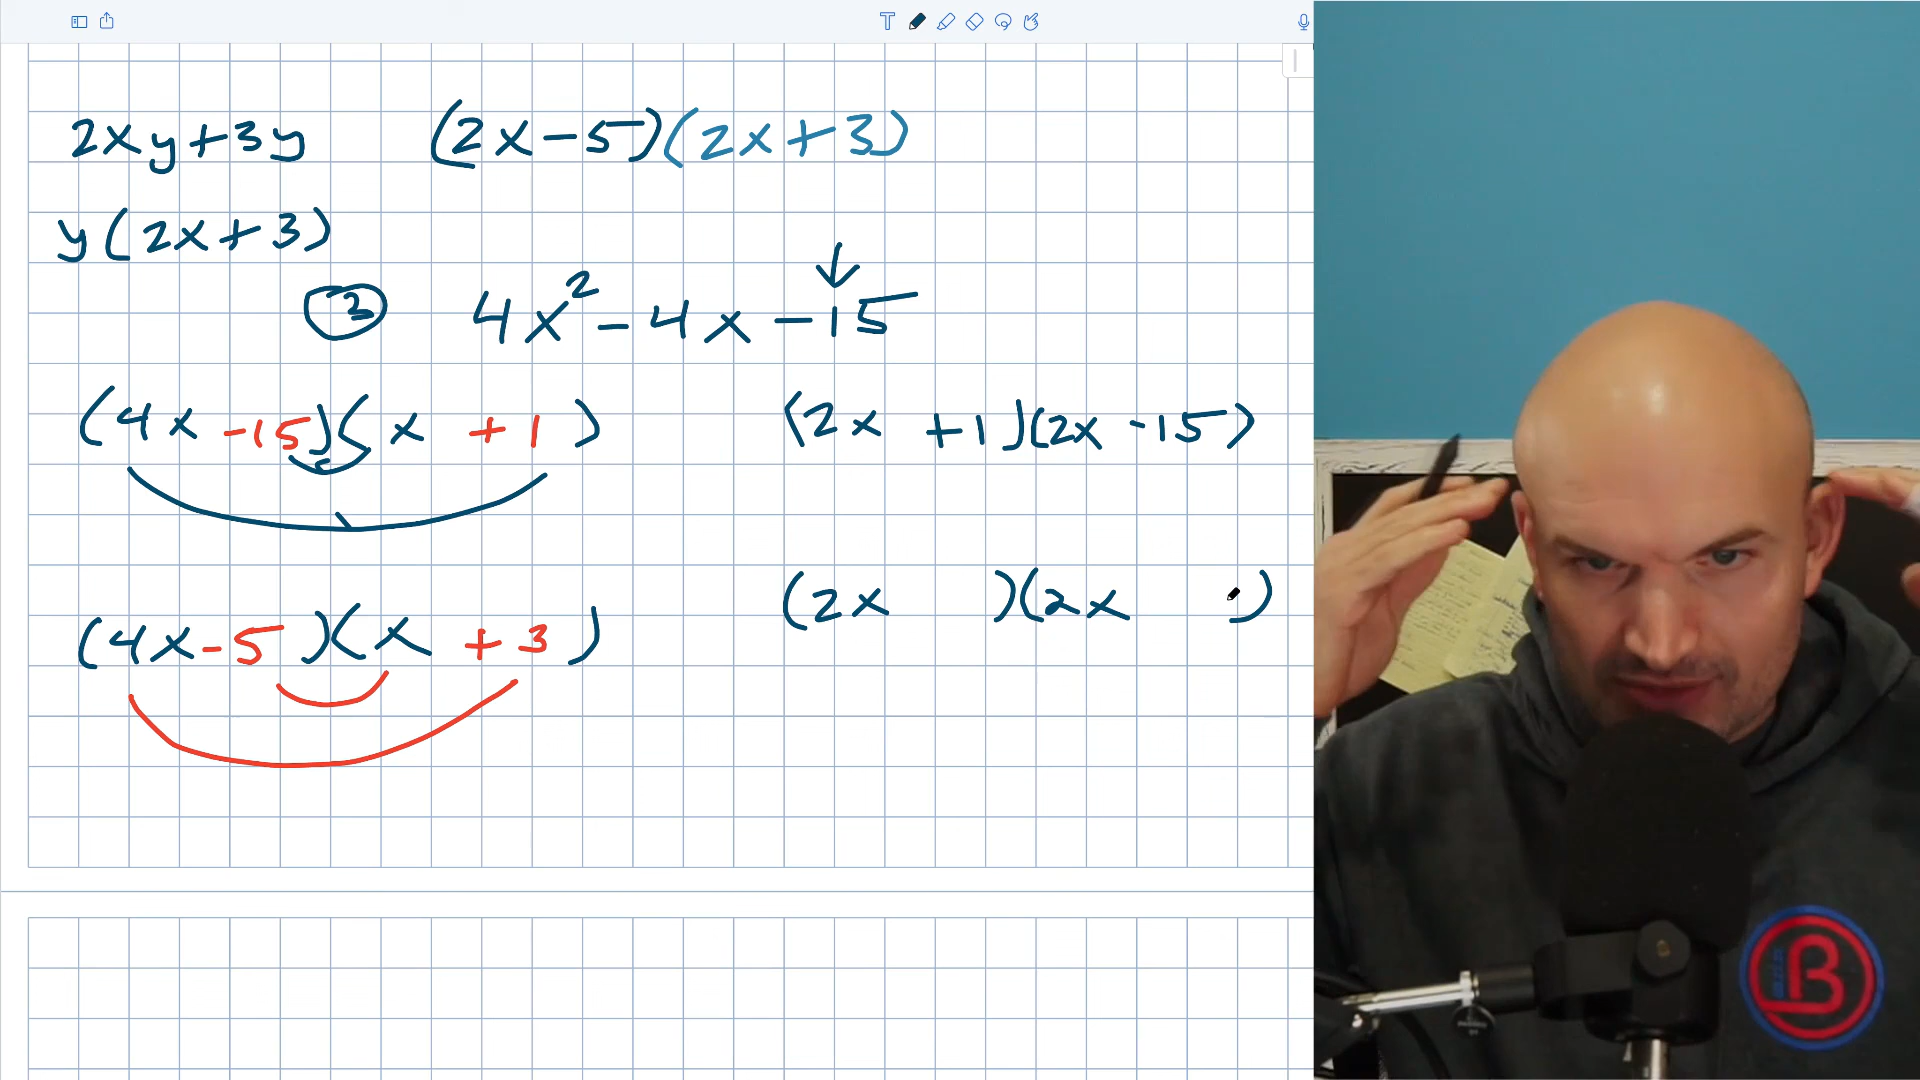 2xy+3y (2x-5)(2x+3)
y(2x+3)
4x²-4x-15
(4x-15)(x+1) (2x+1)(2x-15)
(4x-5)(x+3) (2x )(2x )